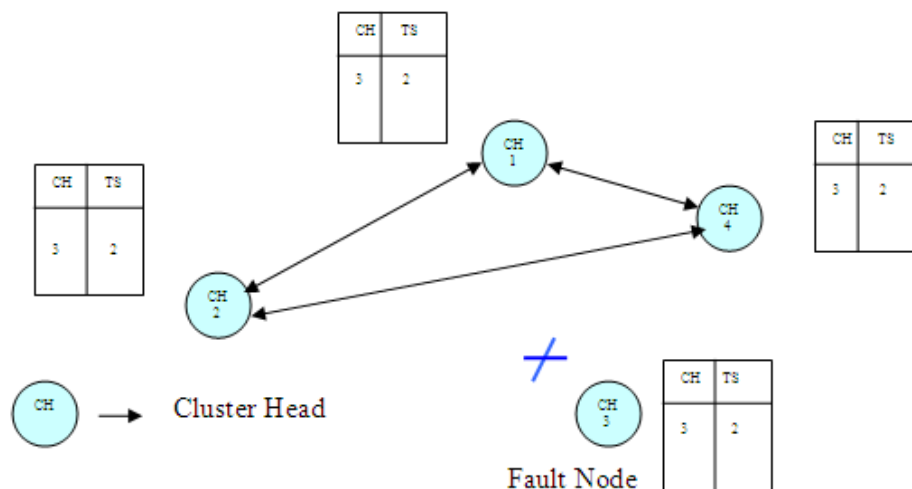 CH TS
3 2
CH
1
CH TS
3 2
CH TS
3 2
CH
4
CH
2
CH
Cluster Head
CH
3
CH TS
3 2
Fault Node